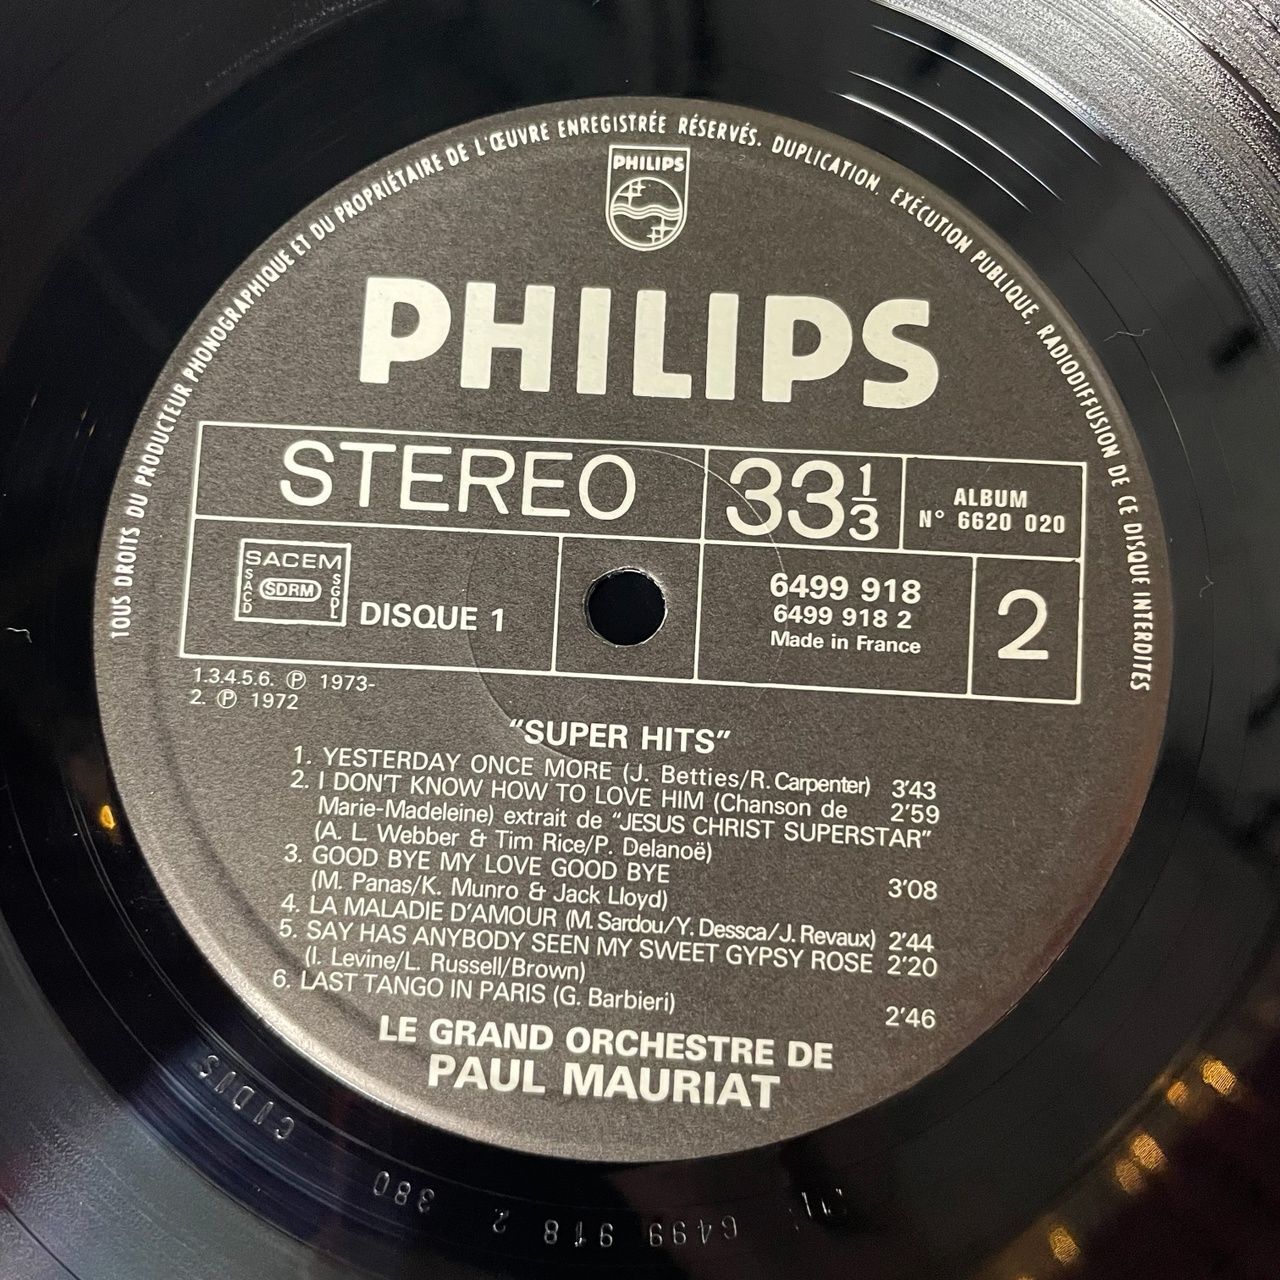 TOUS DROITS DU PRODUCTEUR PHONOGRAPHIQUE ET DU PROPRIÉTAIRE DE L'ŒUVRE ENREGISTRÉE RÉSERVÉS. DUPLICATION, EXÉCUTION PUBLIQUE, RADIODIFFUSION DE CE DISQUE INTERDITES
PHILIPS
PHILIPS
STEREO
33 1/3
ALBUM
N° 6620 020
SACEM
SACD
SDRM
SGDL
DISQUE 1
6499 918
6499 918 2
Made in France
2
1.3.4.5.6. ℗ 1973-
2. ℗ 1972
"SUPER HITS"
1. YESTERDAY ONCE MORE (J. Betties/R. Carpenter) 3'43
2. I DON'T KNOW HOW TO LOVE HIM (Chanson de 2'59
Marie-Madeleine) extrait de "JESUS CHRIST SUPERSTAR"
(A. L. Webber & Tim Rice/P. Delanoë)
3. GOOD BYE MY LOVE GOOD BYE
(M. Panas/K. Munro & Jack Lloyd) 3'08
4. LA MALADIE D'AMOUR (M. Sardou/Y. Dessca/J. Revaux) 2'44
5. SAY HAS ANYBODY SEEN MY SWEET GYPSY ROSE 2'20
(I. Levine/L. Russell/Brown)
6. LAST TANGO IN PARIS (G. Barbieri) 2'46
LE GRAND ORCHESTRE DE
PAUL MAURIAT
6499 918 2
380